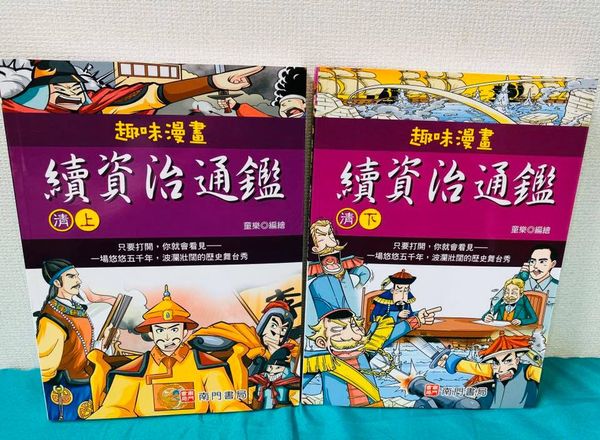 趣味漫畫
續資治通鑑
清 上
童樂◎編繪
只要打開，你就會看見——
一場悠悠五千年，波瀾壯闊的歷史舞台秀
南門書局
趣味漫畫
續資治通鑑
清 下
童樂◎編繪
只要打開，你就會看見——
一場悠悠五千年，波瀾壯闊的歷史舞台秀
南門書局